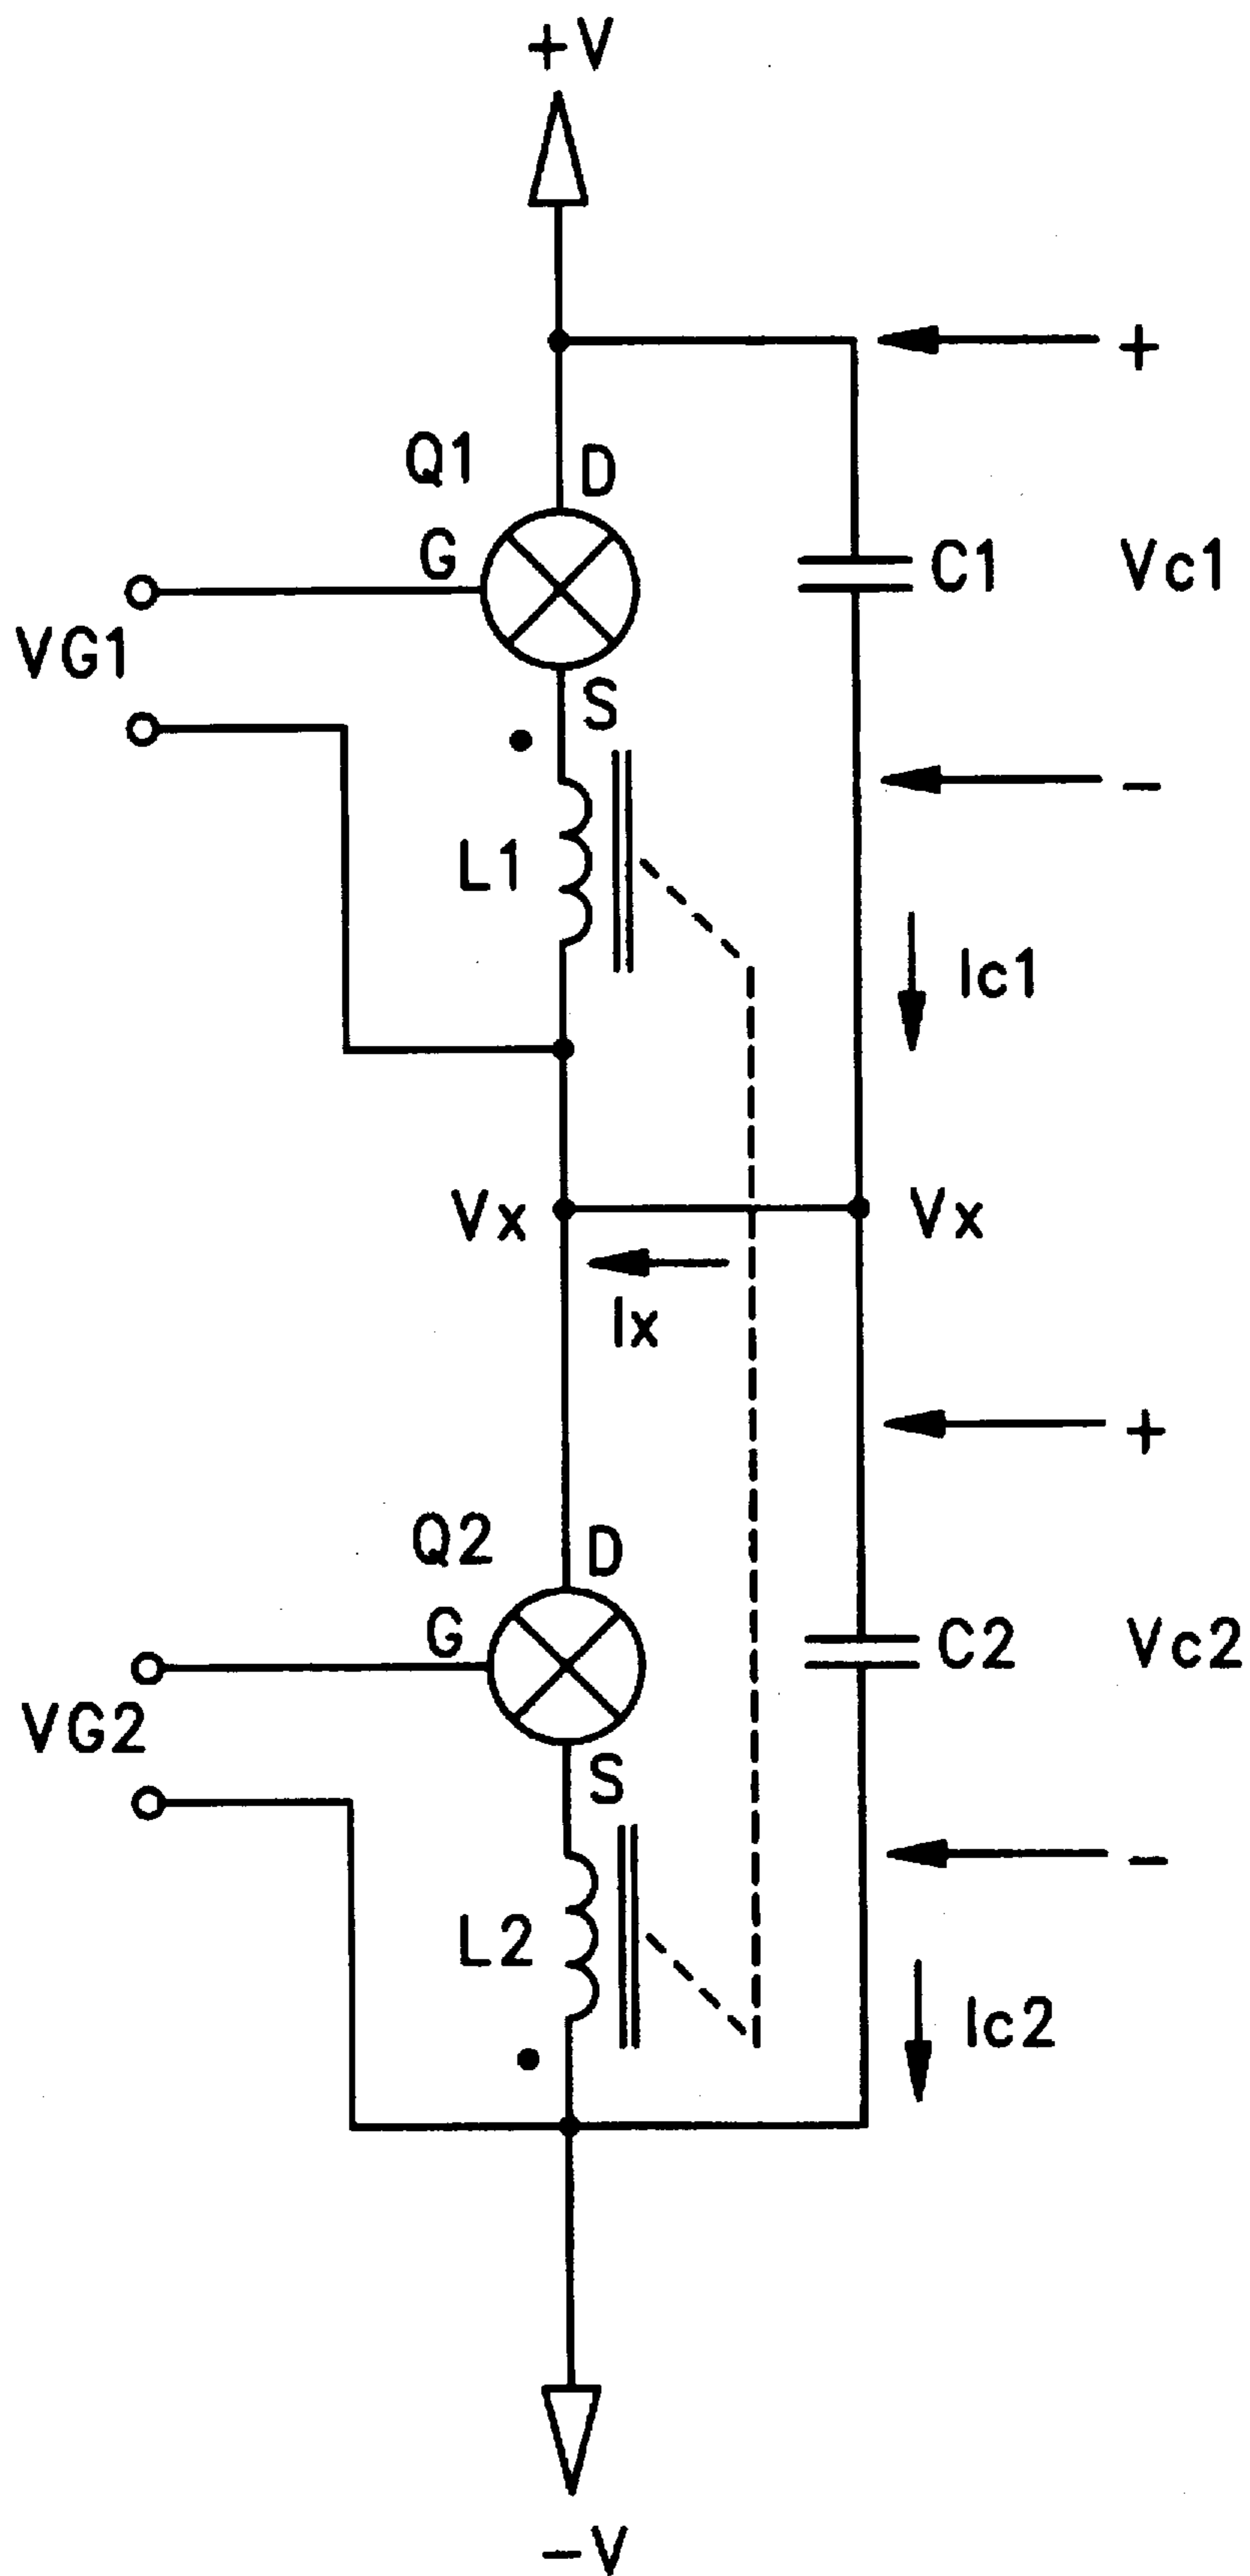 +V
+
Q1
D
G
C1
Vc1
VG1
S
-
L1
Ic1
Vx
Vx
Ix
+
Q2
D
G
C2
Vc2
VG2
S
-
L2
Ic2
-V